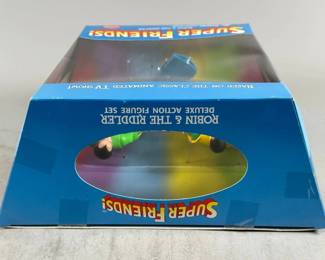 SUPER FRIENDS!
BASED ON THE CLASSIC ANIMATED TV SHOW!
ROBIN & THE RIDDLER
DELUXE ACTION FIGURE SET
SUPER FRIENDS!